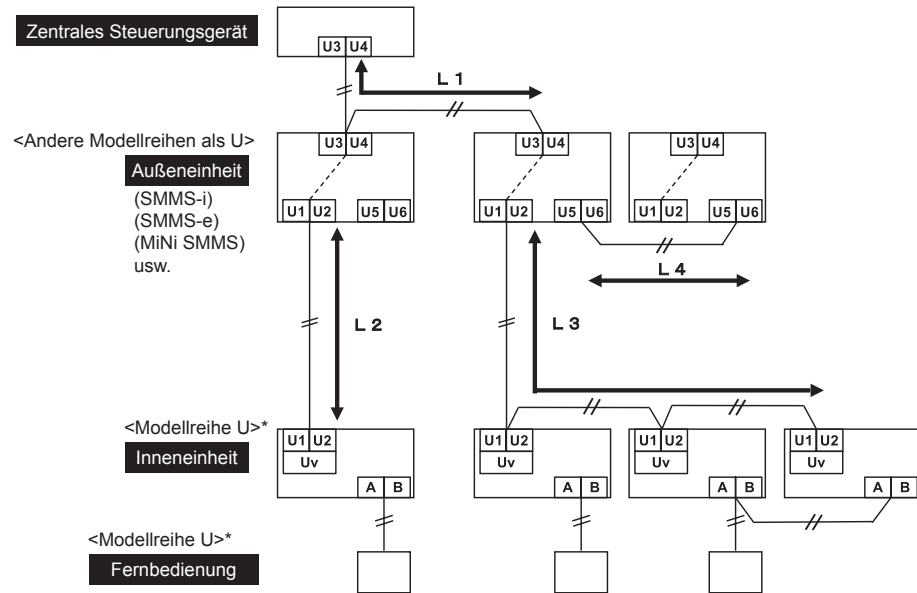 Zentrales Steuerungsgerät
U3 U4
L 1
<Andere Modellreihen als U>
U3 U4 U3 U4 U3 U4
Außeneinheit
(SMMS-i)
(SMMS-e)
(MiNi SMMS)
usw.
U1 U2 U5 U6 U1 U2 U5 U6 U1 U2 U5 U6
L 4
L 2
L 3
<Modellreihe U>*
U1 U2 U1 U2 U1 U2 U1 U2
Inneneinheit
Uv Uv Uv Uv
A B A B A B A B
<Modellreihe U>*
Fernbedienung